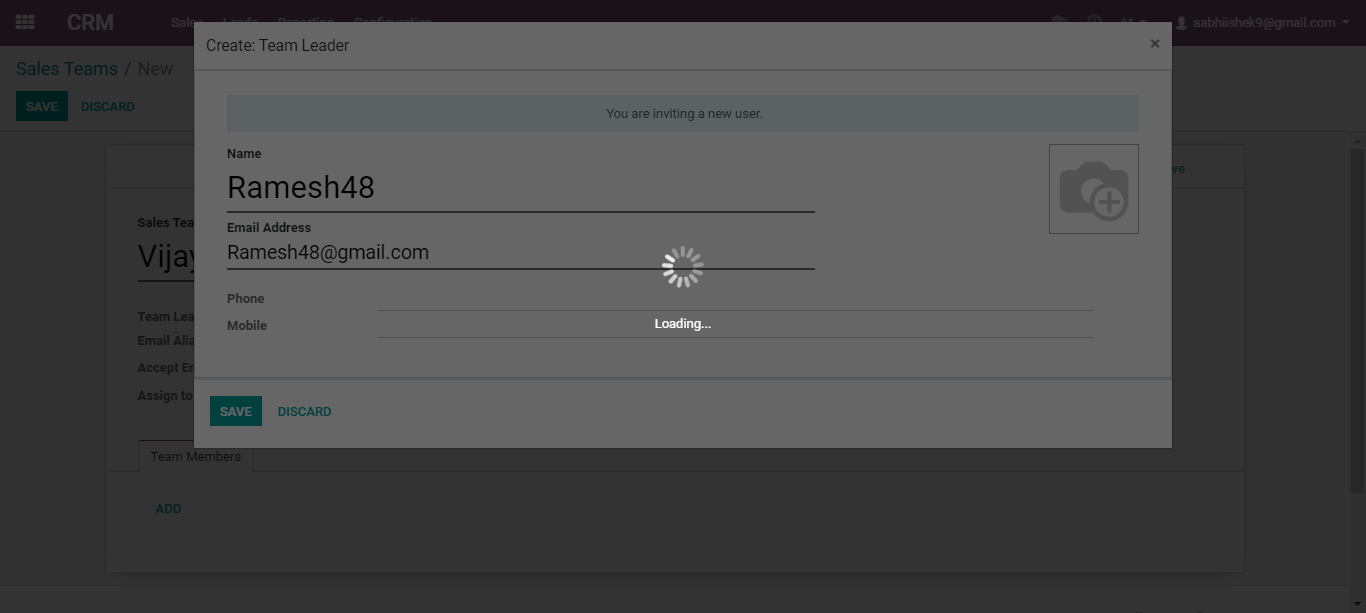 CRM
Sales Leads Reporting Configuration
aabhiishek9@gmail.com
Create: Team Leader
×
Sales Teams / New
SAVE
DISCARD
You are inviting a new user.
Name
Ramesh48
Email Address
Ramesh48@gmail.com
Phone
Mobile
Loading...
SAVE
DISCARD
Sales Tea
Vijay
Team Lea
Email Alia
Accept Em
Assign to
Team Members
ADD